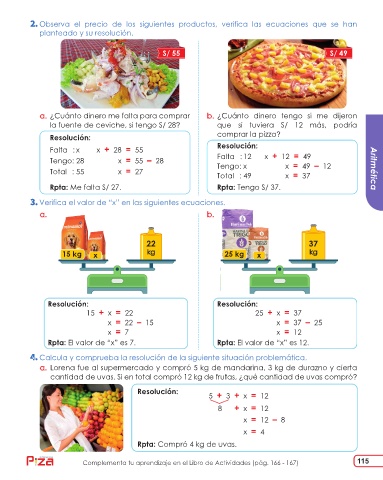 2. Observa el precio de los siguientes productos, verifica las ecuaciones que se han
planteado y su resolución.
S/ 55
S/ 49
a. ¿Cuánto dinero me falta para comprar
la fuente de ceviche, si tengo S/ 28?
Resolución:
Falta : x x + 28 = 55
Tengo: 28 x = 55 − 28
Total : 55 x = 27
Rpta: Me falta S/ 27.
b. ¿Cuánto dinero tengo si me dijeron
que si tuviera S/ 12 más, podría
comprar la pizza?
Resolución:
Falta : 12 x + 12 = 49
Tengo: x x = 49 − 12
Total : 49 x = 37
Rpta: Tengo S/ 37.
Aritmética
3. Verifica el valor de “x” en las siguientes ecuaciones.
a.
15 kg x
22
kg
Resolución:
15 + x = 22
x = 22 − 15
x = 7
Rpta: El valor de “x” es 7.
b.
25 kg x
37
kg
Resolución:
25 + x = 37
x = 37 − 25
x = 12
Rpta: El valor de “x” es 12.
4. Calcula y comprueba la resolución de la siguiente situación problemática.
a. Lorena fue al supermercado y compró 5 kg de mandarina, 3 kg de durazno y cierta
cantidad de uvas. Si en total compró 12 kg de frutas, ¿qué cantidad de uvas compró?
Resolución:
5 + 3 + x = 12
8 + x = 12
x = 12 − 8
x = 4
Rpta: Compró 4 kg de uvas.
Complementa tu aprendizaje en el Libro de Actividades (pág. 166 - 167)
115